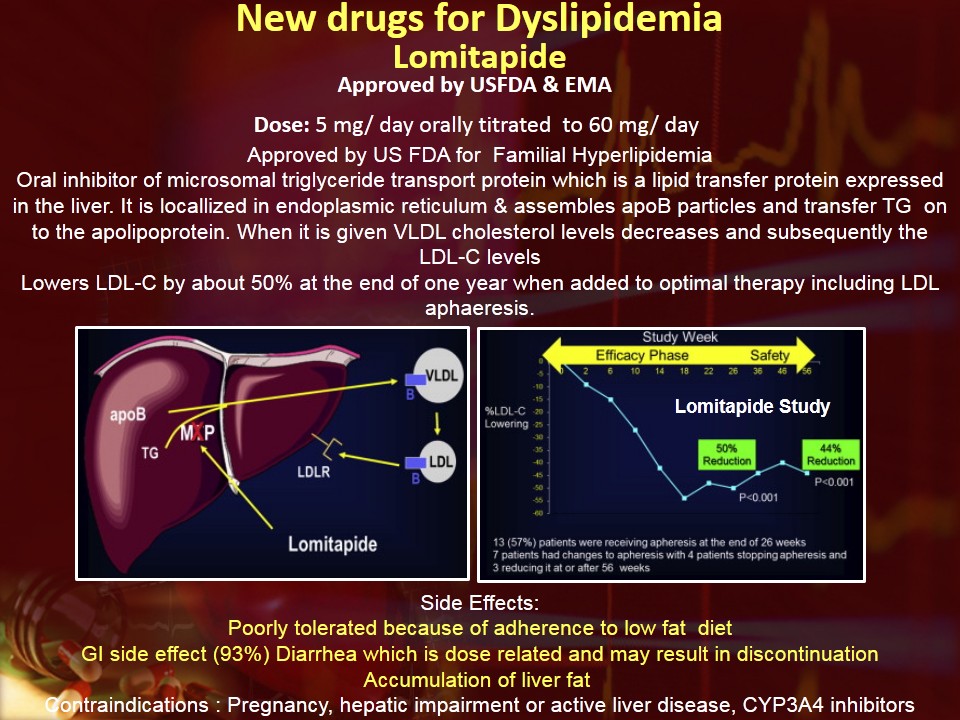 New drugs for Dyslipidemia
Lomitapide
Approved by USFDA & EMA
Dose: 5 mg/ day orally titrated to 60 mg/ day
Approved by US FDA for Familial Hyperlipidemia
Oral inhibitor of microsomal triglyceride transport protein which is a lipid transfer protein expressed
in the liver. It is locallized in endoplasmic reticulum & assembles apoB particles and transfer TG on
to the apolipoprotein. When it is given VLDL cholesterol levels decreases and subsequently the
LDL-C levels
Lowers LDL-C by about 50% at the end of one year when added to optimal therapy including LDL
aphaeresis.
apoB
TG
MXP
B
VLDL
LDLR
B
LDL
Lomitapide
Study Week
Efficacy Phase Safety
0 2 6 10 14 18 22 26 36 46 56
Lomitapide Study
%LDL-C
Lowering
0
-5
-10
-15
-20
-25
-30
-35
-40
-45
-50
-55
-60
50%
Reduction
44%
Reduction
P<0.001
P<0.001
13 (57%) patients were receiving apheresis at the end of 26 weeks
7 patients had changes to apheresis with 4 patients stopping apheresis and
3 reducing it at or after 56 weeks
Side Effects:
Poorly tolerated because of adherence to low fat diet
GI side effect (93%) Diarrhea which is dose related and may result in discontinuation
Accumulation of liver fat
Contraindications : Pregnancy, hepatic impairment or active liver disease, CYP3A4 inhibitors